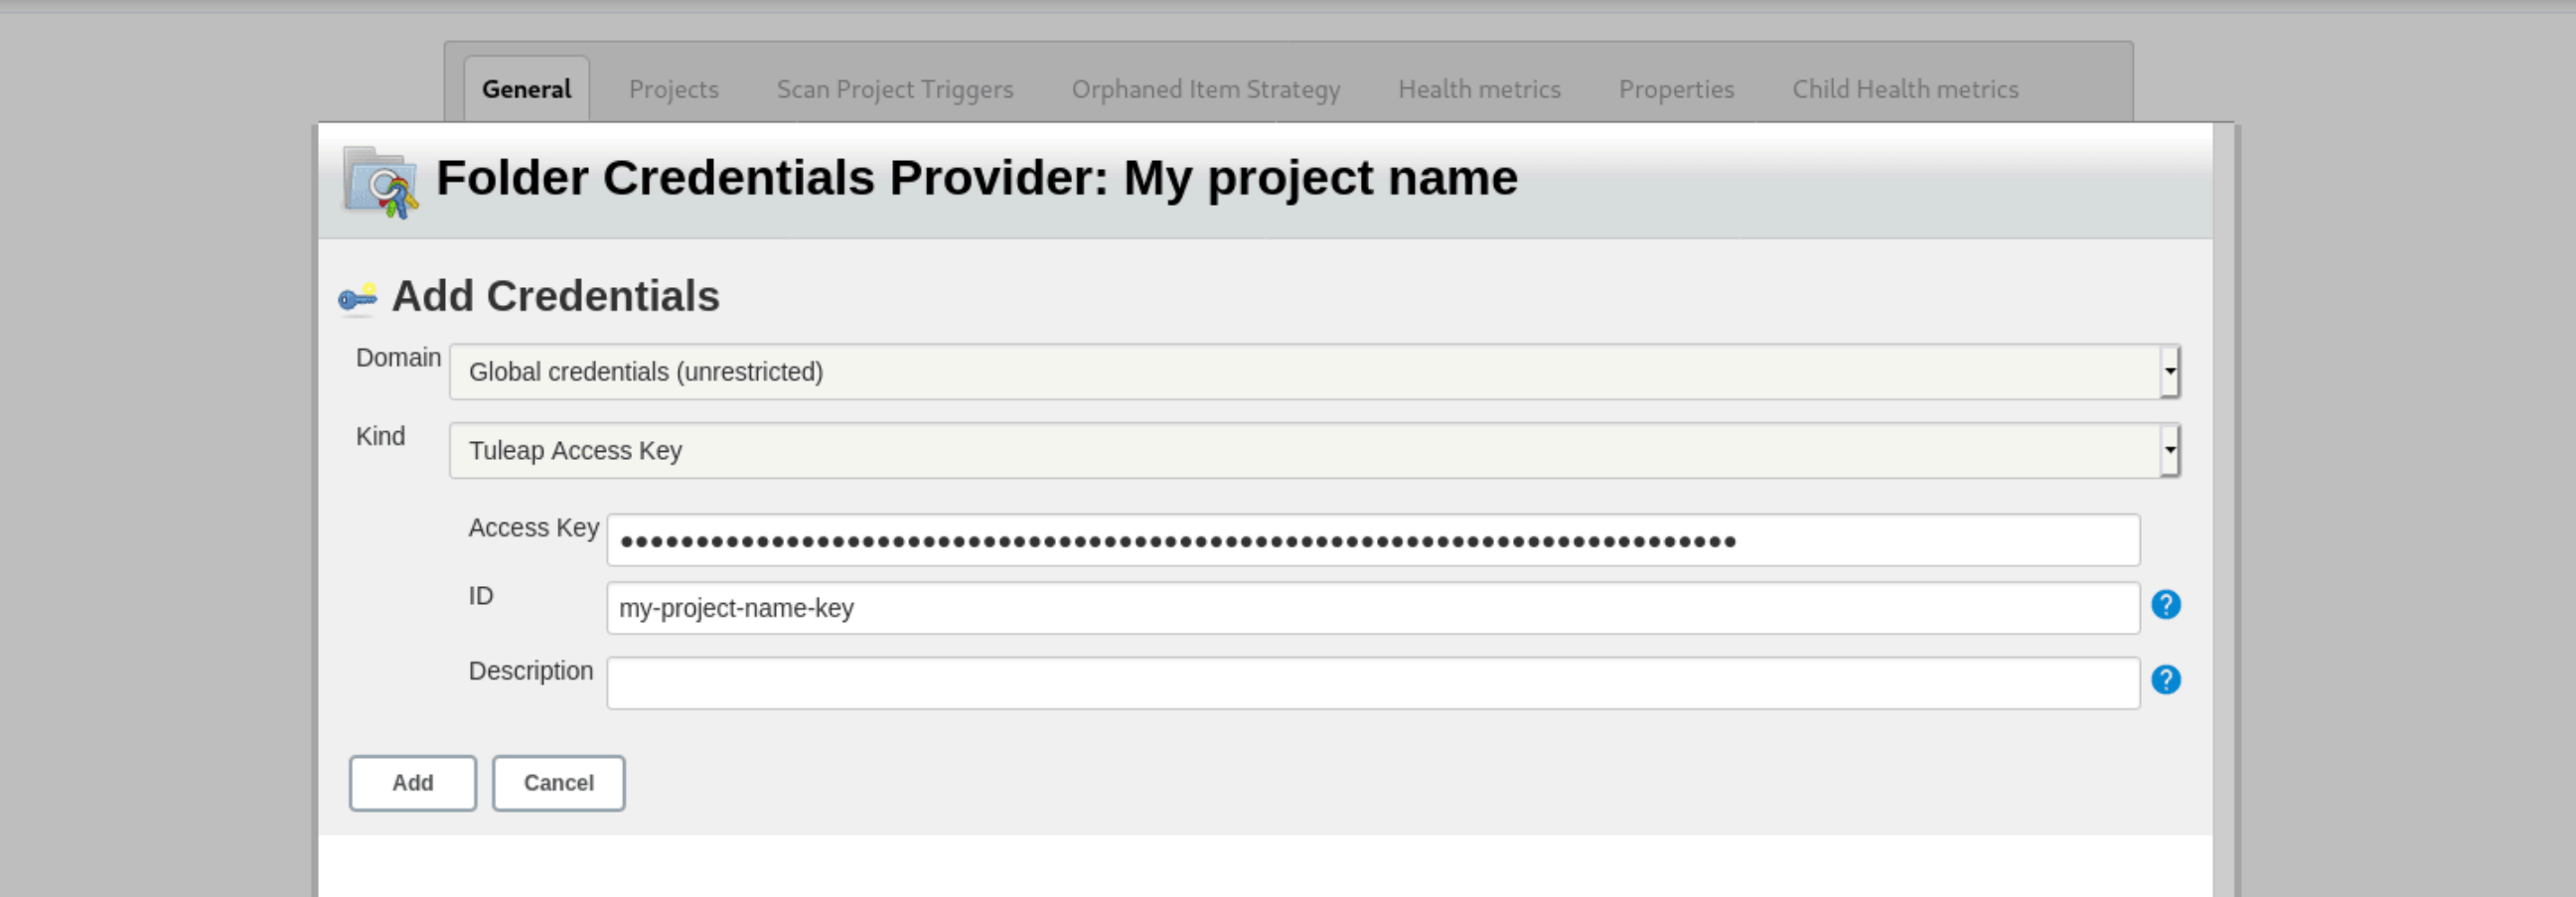 General Projects Scan Project Triggers Orphaned Item Strategy Health metrics Properties Child Health metrics
Folder Credentials Provider: My project name
Add Credentials
Domain Global credentials (unrestricted)
Kind Tuleap Access Key
Access Key ••••••••••••••••••••••••••••••••••••••••••••••••••••••••••••••••••••••••••
ID my-project-name-key ?
Description ?
Add Cancel